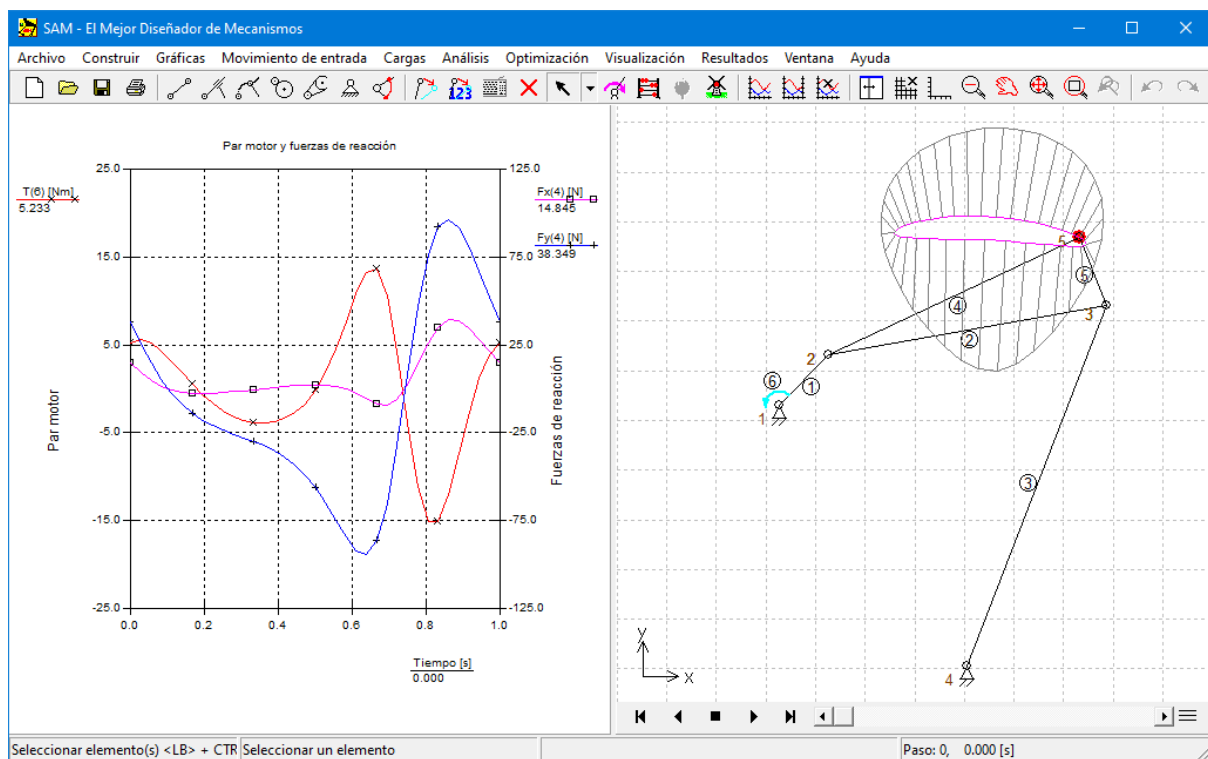 SAM - El Mejor Diseñador de Mecanismos
Archivo Construir Gráficas Movimiento de entrada Cargas Análisis Optimización Visualización Resultados Ventana Ayuda
123
Par motor y fuerzas de reacción
25.0 125.0
T(6) [Nm] Fx(4) [N]
5.233 14.845
Fy(4) [N]
15.0 75.0 38.349
5.0 25.0
-5.0 -25.0
-15.0 -75.0
-25.0 -125.0
Par motor
Fuerzas de reacción
0.0 0.2 0.4 0.6 0.8 1.0
Tiempo [s]
0.000
5
5
4
3
2
2
6
1
1
3
4
y
x
Seleccionar elemento(s) <LB> + CTR Seleccionar un elemento Paso: 0, 0.000 [s]